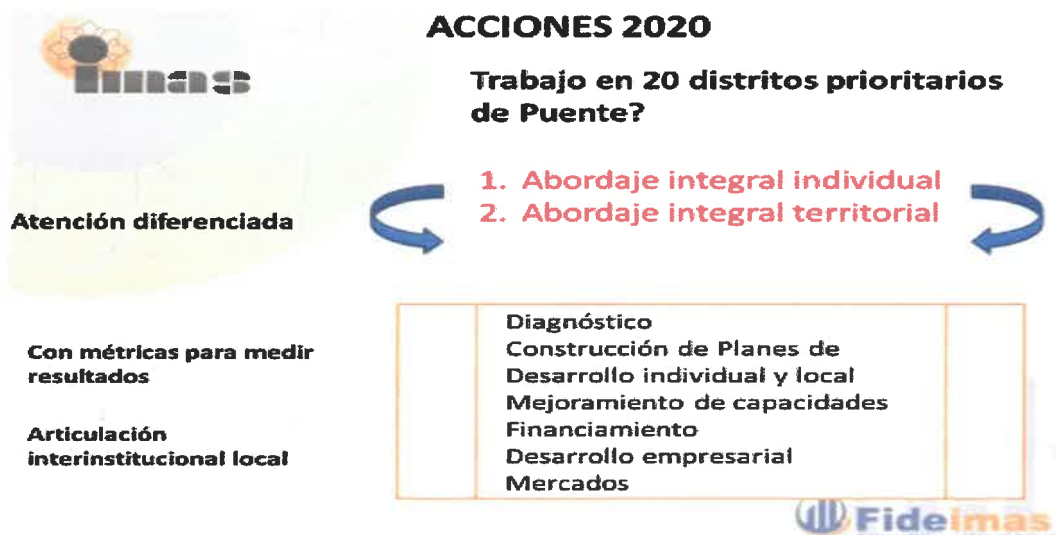 ACCIONES 2020
imas
Trabajo en 20 distritos prioritarios
de Puente?
1. Abordaje integral individual
2. Abordaje integral territorial
Atención diferenciada
Con métricas para medir
resultados
Articulación
interinstitucional local
Diagnóstico
Construcción de Planes de
Desarrollo individual y local
Mejoramiento de capacidades
Financiamiento
Desarrollo empresarial
Mercados
Fideimas